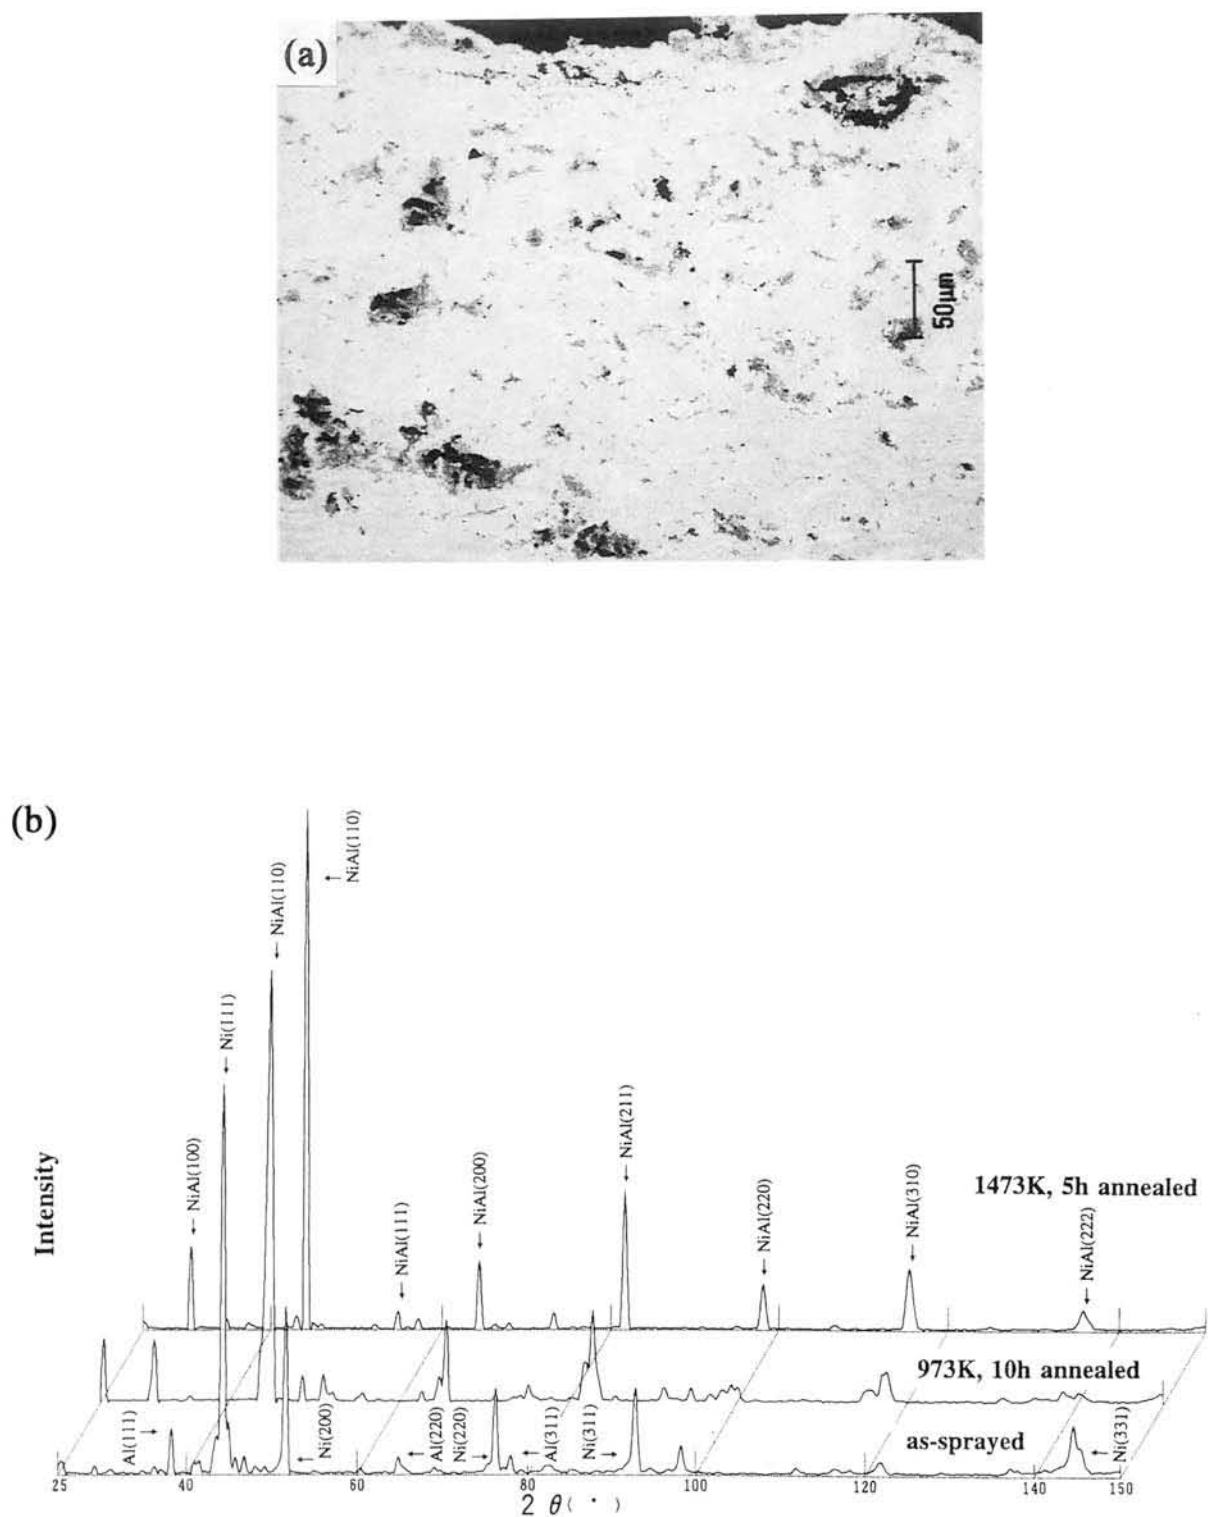 (a)
50μm
(b)
NiAl(110)
NiAl(110)
Ni(111)
NiAl(100)
NiAl(111)
NiAl(200)
NiAl(211)
NiAl(220)
NiAl(310)
NiAl(222)
1473K, 5h annealed
Intensity
973K, 10h annealed
Al(111)
Ni(200)
Al(220)
Ni(220)
Al(311)
Ni(311)
as-sprayed
Ni(331)
25 40 60 80 100 120 140 150
2 θ (°)